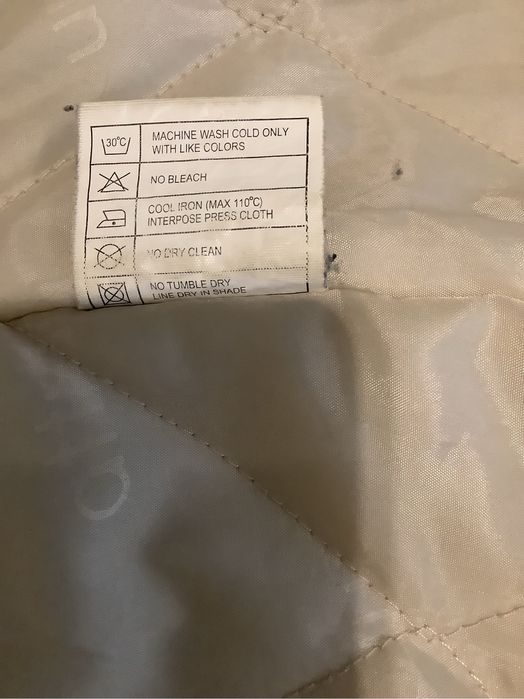 30°C
MACHINE WASH COLD ONLY
WITH LIKE COLORS
NO BLEACH
COOL IRON (MAX 110°C)
INTERPOSE PRESS CLOTH
NO DRY CLEAN
NO TUMBLE DRY
LINE DRY IN SHADE